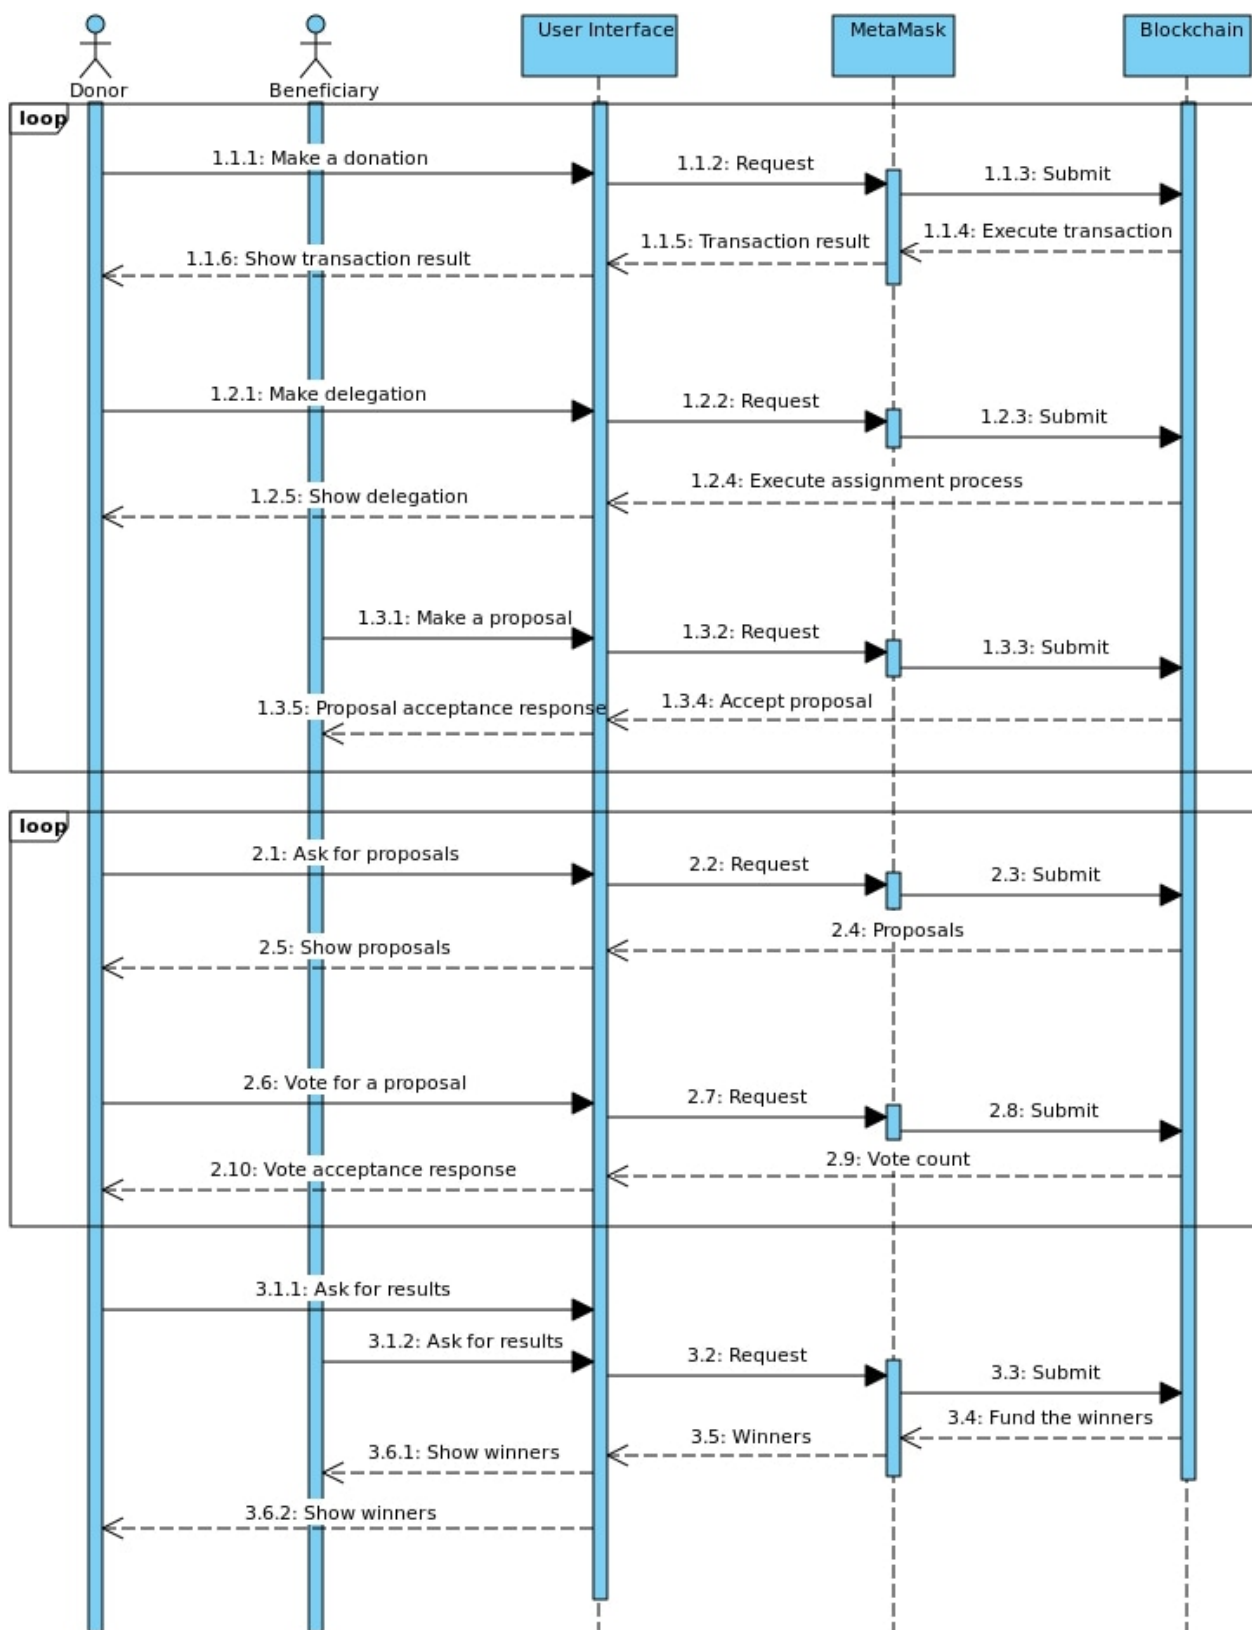 User Interface
MetaMask
Blockchain
Donor
Beneficiary
loop
1.1.1: Make a donation
1.1.2: Request
1.1.3: Submit
1.1.4: Execute transaction
1.1.5: Transaction result
1.1.6: Show transaction result
1.2.1: Make delegation
1.2.2: Request
1.2.3: Submit
1.2.4: Execute assignment process
1.2.5: Show delegation
1.3.1: Make a proposal
1.3.2: Request
1.3.3: Submit
1.3.4: Accept proposal
1.3.5: Proposal acceptance response
loop
2.1: Ask for proposals
2.2: Request
2.3: Submit
2.4: Proposals
2.5: Show proposals
2.6: Vote for a proposal
2.7: Request
2.8: Submit
2.9: Vote count
2.10: Vote acceptance response
3.1.1: Ask for results
3.1.2: Ask for results
3.2: Request
3.3: Submit
3.4: Fund the winners
3.5: Winners
3.6.1: Show winners
3.6.2: Show winners